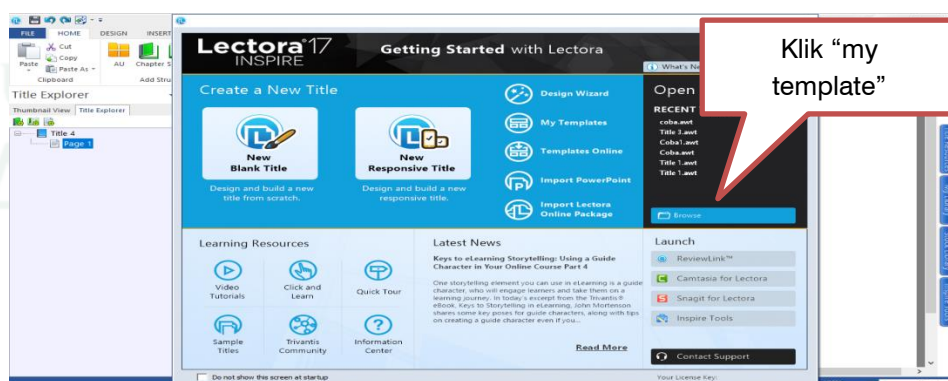 FILE HOME DESIGN INSERT
Cut
Copy
Paste
Paste As
AU
Chapter
Clipboard
Add Stru
Title Explorer
Thumbnail View Title Explorer
Title 4
Page 1
Lectora 17
INSPIRE
Getting Started with Lectora
What's Ne
Klik “my
template”
Create a New Title
New
Blank Title
Design and build a new
title from scratch.
New
Responsive Title
Design and build a new
responsive title.
Design Wizard
My Templates
Templates Online
Import PowerPoint
Import Lectora
Online Package
Open
RECENT
coba.awt
Title 3.awt
Coba1.awt
Coba.awt
Title 1.awt
Title 1.awt
Browse
Learning Resources
Video
Tutorials
Click and
Learn
Quick Tour
Sample
Titles
Trivantis
Community
Information
Center
Latest News
Keys to eLearning Storytelling: Using a Guide
Character in Your Online Course Part 4
One storytelling element you can use in eLearning is a guide
character, who will engage learners and take them on a
learning journey. In today's excerpt from the Trivantis®
eBook, Keys to Storytelling in eLearning, John Mortenson
shares some key poses for guide characters, along with tips
on creating a guide character even if you...
Read More
Launch
ReviewLink™
Camtasia for Lectora
Snagit for Lectora
Inspire Tools
Contact Support
Do not show this screen at startup
Your License Key: